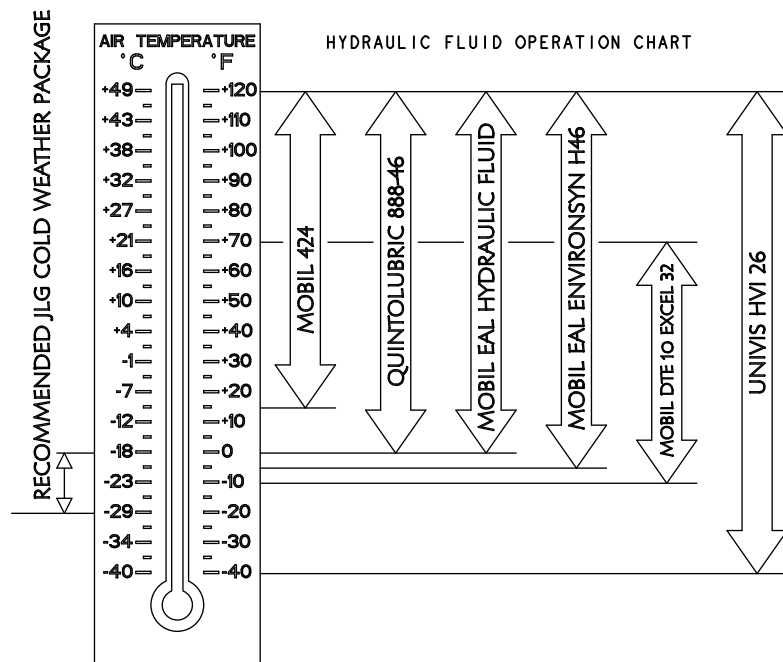 HYDRAULIC FLUID OPERATION CHART
RECOMMENDED JLG COLD WEATHER PACKAGE
AIR TEMPERATURE
°C °F
+49 +120
+43 +110
+38 +100
+32 +90
+27 +80
+21 +70
+16 +60
+10 +50
+4 +40
-1 +30
-7 +20
-12 +10
-18 0
-23 -10
-29 -20
-34 -30
-40 -40
MOBIL 424
QUINTOLUBRIC 888-46
MOBIL EAL HYDRAULIC FLUID
MOBIL EAL ENVIRONSYN H46
MOBIL DTE 10 EXCEL 32
UNIVIS HVI 26